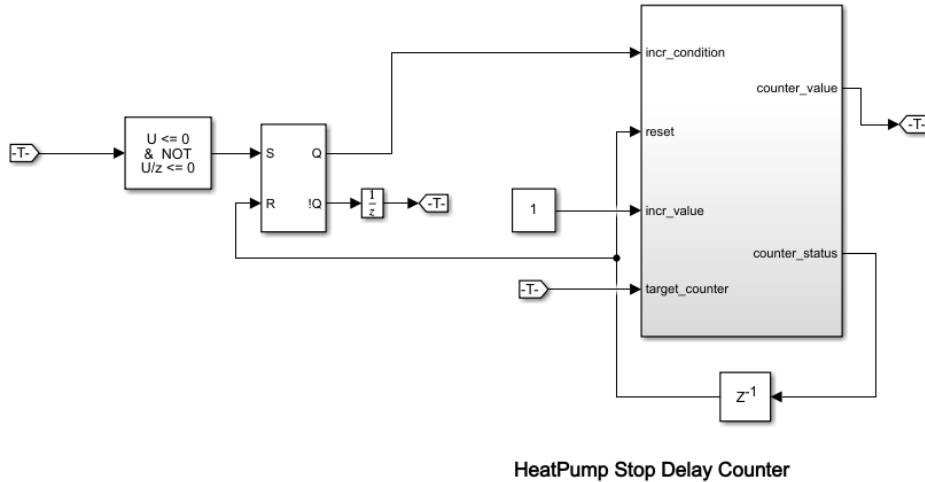 incr_condition
counter_value
-T-
-T-
U <= 0
& NOT
U/z <= 0
S
Q
reset
R
!Q
1
z
-T-
1
incr_value
counter_status
-T-
target_counter
Z-1
HeatPump Stop Delay Counter